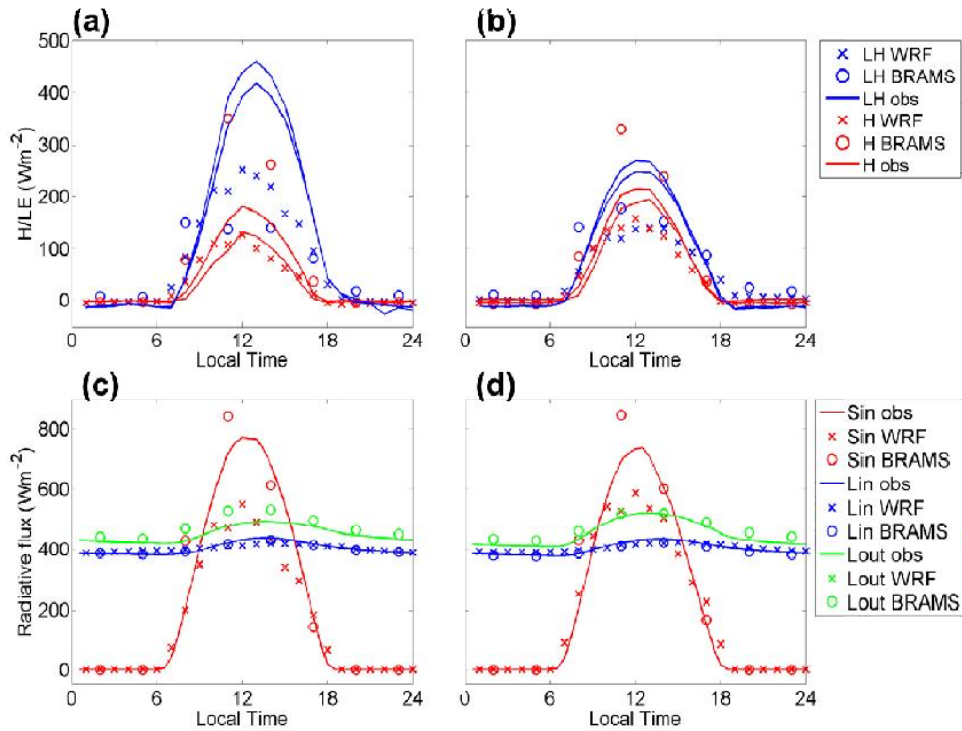 (a)
(b)
500
400
300
200
100
0
H/LE (Wm-2)
0
6
12
18
24
Local Time
0
6
12
18
24
Local Time
LH WRF
LH BRAMS
LH obs
H WRF
H BRAMS
H obs
(c)
(d)
800
600
400
200
0
Radiative flux (Wm-2)
0
6
12
18
24
Local Time
0
6
12
18
24
Local Time
Sin obs
Sin WRF
Sin BRAMS
Lin obs
Lin WRF
Lin BRAMS
Lout obs
Lout WRF
Lout BRAMS